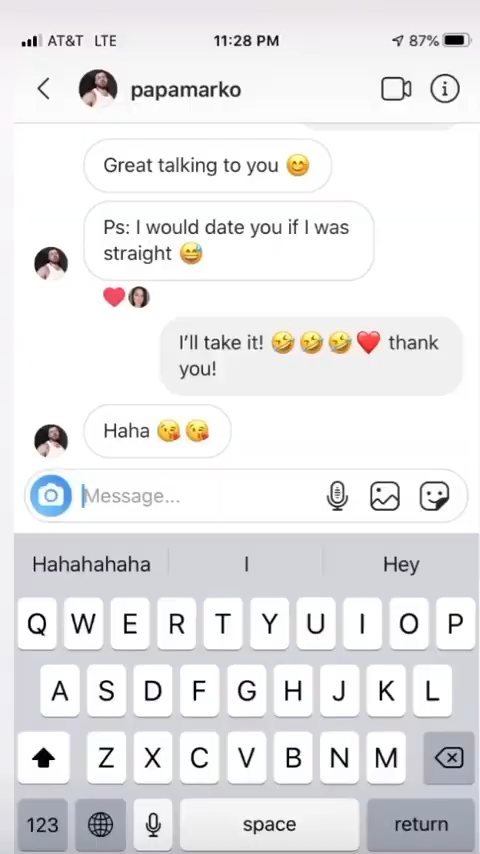 AT&T LTE 11:28 PM 87%
papamarko
Great talking to you 😊
Ps: I would date you if I was
straight 😅
I'll take it! 🤣🤣🤣❤️ thank
you!
Haha 😘😘
Message...
Hahahahaha I Hey
Q W E R T Y U I O P
A S D F G H J K L
Z X C V B N M
123 space return